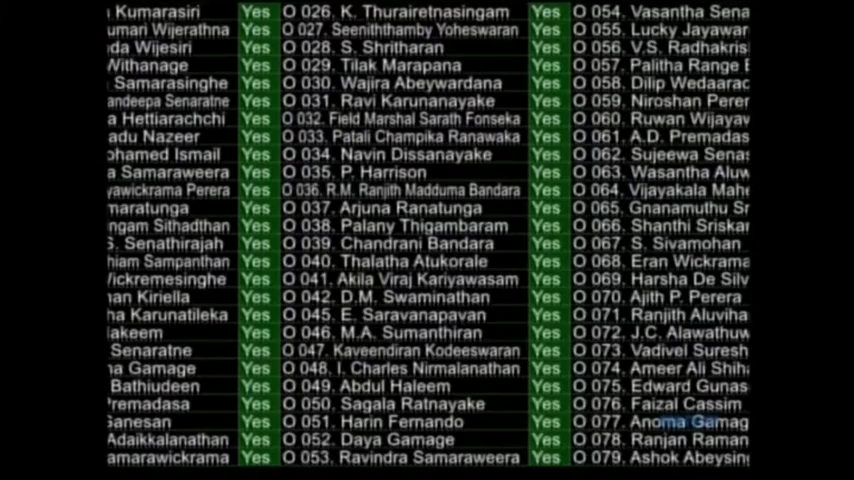 Kumarasiri Yes O 026. K. Thurairetnasingam Yes O 054. Vasantha Sena
umari Wijerathna Yes O 027. Seeniththamby Yoheswaran Yes O 055. Lucky Jayawar
da Wijesiri Yes O 028. S. Shritharan Yes O 056. V.S. Radhakris
Withanage Yes O 029. Tilak Marapana Yes O 057. Palitha Range B
Samarasinghe Yes O 030. Wajira Abeywardana Yes O 058. Dilip Wedaarac
andeepa Senaratne Yes O 031. Ravi Karunanayake Yes O 059. Niroshan Perer
a Hettiarachchi Yes O 032. Field Marshal Sarath Fonseka Yes O 060. Ruwan Wijayaw
adu Nazeer Yes O 033. Patali Champika Ranawaka Yes O 061. A.D. Premadas
ohamed Ismail Yes O 034. Navin Dissanayake Yes O 062. Sujeewa Senas
a Samaraweera Yes O 035. P. Harrison Yes O 063. Wasantha Aluw
yawickrama Perera Yes O 036. R.M. Ranjith Madduma Bandara Yes O 064. Vijayakala Mahe
maratunga Yes O 037. Arjuna Ranatunga Yes O 065. Gnanamuthu Sr
ngam Sithadthan Yes O 038. Palany Thigambaram Yes O 066. Shanthi Sriskar
S. Senathirajah Yes O 039. Chandrani Bandara Yes O 067. S. Sivamohan
hiam Sampanthan Yes O 040. Thalatha Atukorale Yes O 068. Eran Wickrama
Wickremesinghe Yes O 041. Akila Viraj Kariyawasam Yes O 069. Harsha De Silv
nan Kiriella Yes O 042. D.M. Swaminathan Yes O 070. Ajith P. Perera
ha Karunatileka Yes O 045. E. Saravanapavan Yes O 071. Ranjith Aluviha
Hakeem Yes O 046. M.A. Sumanthiran Yes O 072. J.C. Alawathuw
Senaratne Yes O 047. Kaveendiran Kodeeswaran Yes O 073. Vadivel Suresh
na Gamage Yes O 048. I. Charles Nirmalanathan Yes O 074. Ameer Ali Shiha
Bathiudeen Yes O 049. Abdul Haleem Yes O 075. Edward Gunas
Premadasa Yes O 050. Sagala Ratnayake Yes O 076. Faizal Cassim
Ganesan Yes O 051. Harin Fernando Yes O 077. Anoma Gamag
Adaikkalanathan Yes O 052. Daya Gamage Yes O 078. Ranjan Raman
amarawickrama Yes O 053. Ravindra Samaraweera Yes O 079. Ashok Abeysin